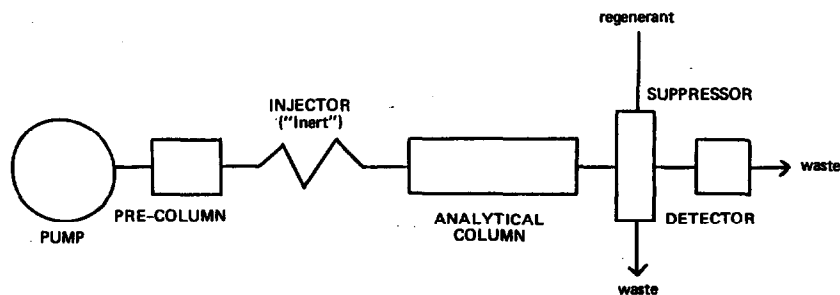 regenerant
SUPPRESSOR
INJECTOR
("Inert")
waste
PRE-COLUMN
ANALYTICAL
COLUMN
DETECTOR
PUMP
waste